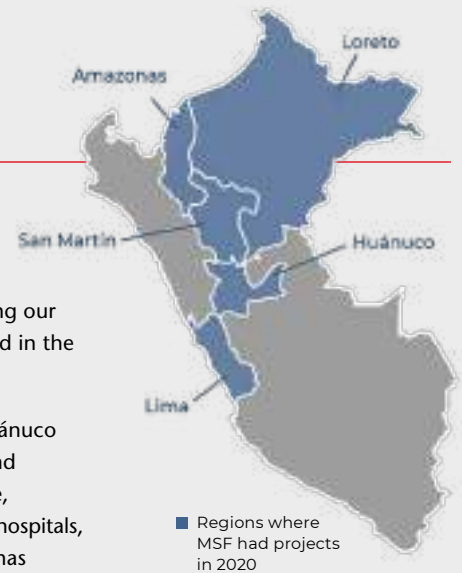 Loreto
Amazonas
San Martín
Huánuco
ng our
d in the
Lima
ánuco
nd
e,
hospitals,
nas
Regions where
MSF had projects
in 2020